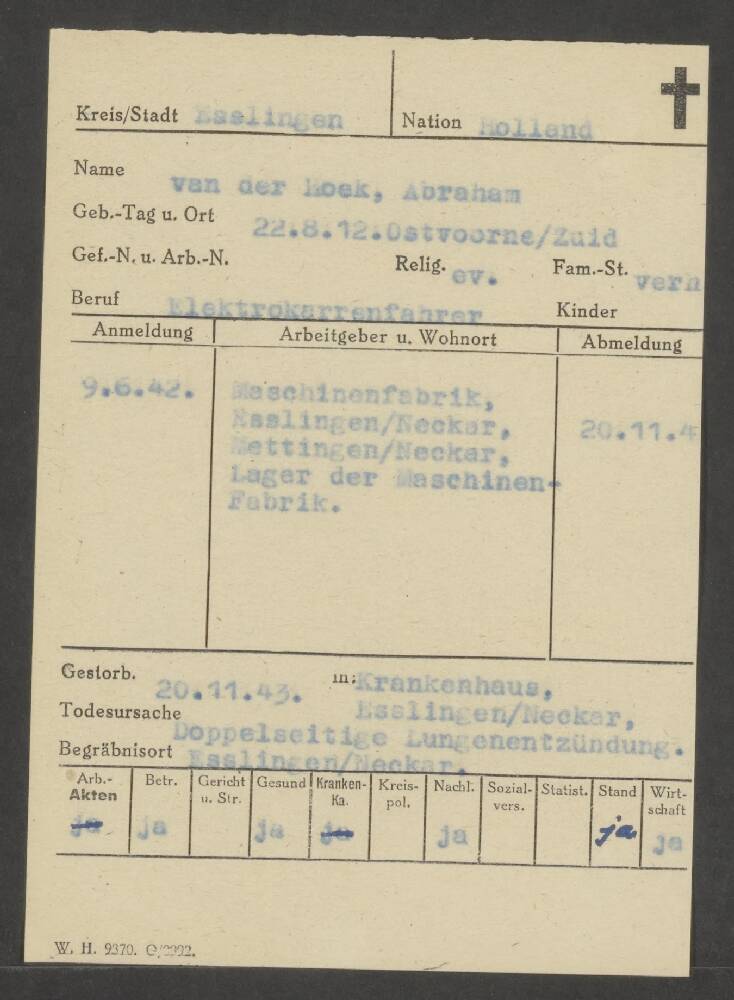 Kreis/Stadt Esslingen Nation Holland
Name van der Hoek, Abraham
Geb.-Tag u. Ort 22.8.12.Ostvoorne/Zuid
Gef.-N. u. Arb.-N. Relig. ev. Fam.-St. verh
Beruf Elektrokarrenfahrer Kinder
Anmeldung Arbeitgeber u. Wohnort Abmeldung
9.6.42. Maschinenfabrik,
Esslingen/Neckar, 20.11.4
Mettingen/Neckar,
Lager der Maschinen-
Fabrik.
Gestorb. 20.11.43. in: Krankenhaus,
Esslingen/Neckar,
Todesursache Doppelseitige Lungenentzündung.
Begräbnisort Esslingen/Neckar.
Arb.-Akten Betr. Gericht u. Str. Gesund Kranken-Ka. Kreis-pol. Nachl. Sozial-vers. Statist. Stand Wirt-schaft
ja ja ja ja ja ja ja
W. H. 9370.